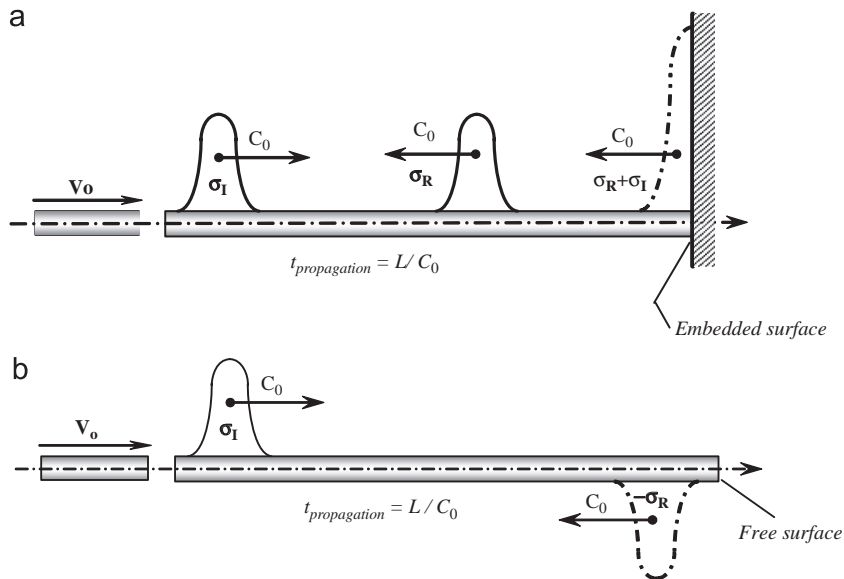 a
C₀
C₀
C₀
Vo
σI
σR
σR+σI
tpropagation = L/C₀
Embedded surface
b
C₀
Vo
σI
C₀
−σR
tpropagation = L/C₀
Free surface